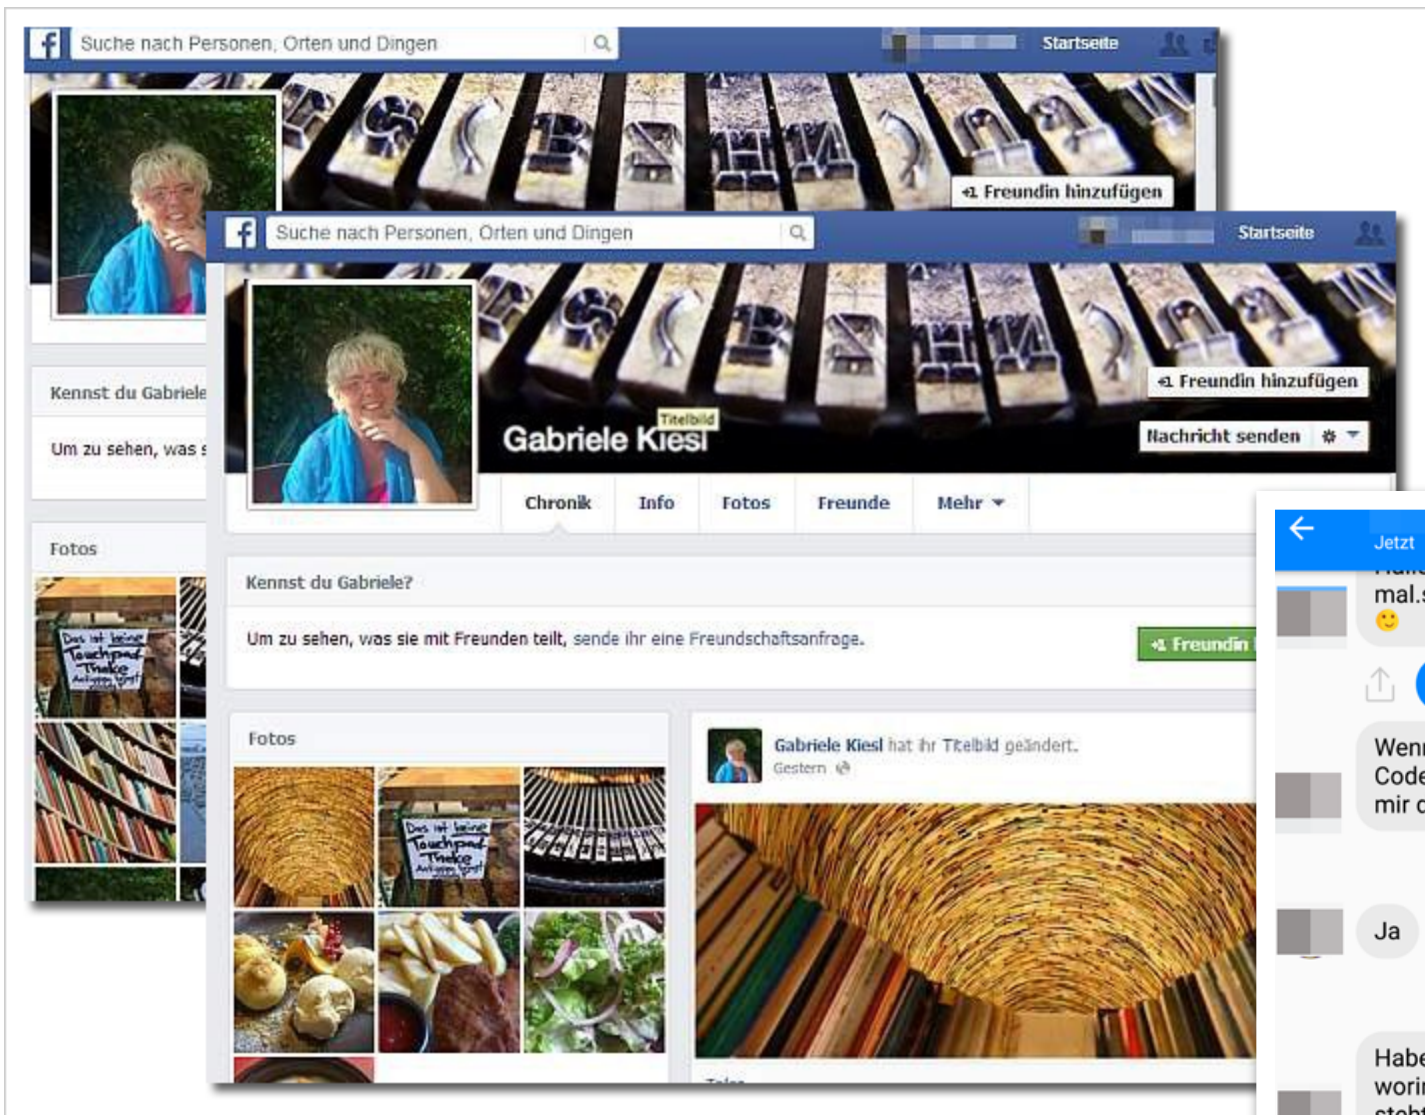 f Suche nach Personen, Orten und Dingen
Startseite
+1 Freundin hinzufügen
Kennst du Gabriele
Um zu sehen, was s
Fotos
Das ist keine
Touchpad
Theke
f Suche nach Personen, Orten und Dingen
Startseite
+1 Freundin hinzufügen
Titelbild
Gabriele Kiesl
Nachricht senden
Chronik Info Fotos Freunde Mehr
Kennst du Gabriele?
Um zu sehen, was sie mit Freunden teilt, sende ihr eine Freundschaftsanfrage.
+1 Freundin
Fotos
Das ist keine
Touchpad
Theke
Gabriele Kiesl hat ihr Titelbild geändert.
Gestern
Jetzt
mal.s
Wenn
Code
mir d
Ja
Habe
worin
steht